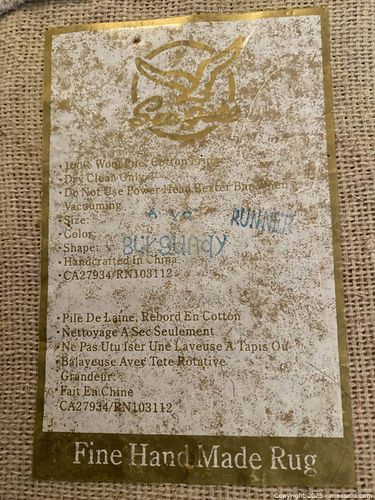 Sea Gull
• 100% Wool Pile, Cotton Fringes
• Dry Clean Only
• Do Not Use Power Head Beater Bar When
Vacuuming
• Size: RUNNER
• Color
• Shape: BURGUNDY
• Handcrafted In China
• CA27934/RN103112
• Pile De Laine, Rebord En Cotton
• Nettoyage A Sec Seulement
• Ne Pas Utu Iser Une Laveuse A Tapis Ou
Balayeuse Avec Tete Rotative
Grandeur:
• Fait En Chine
CA27934/RN103112
Fine Hand Made Rug
Copyright 2025 - maxsold.com